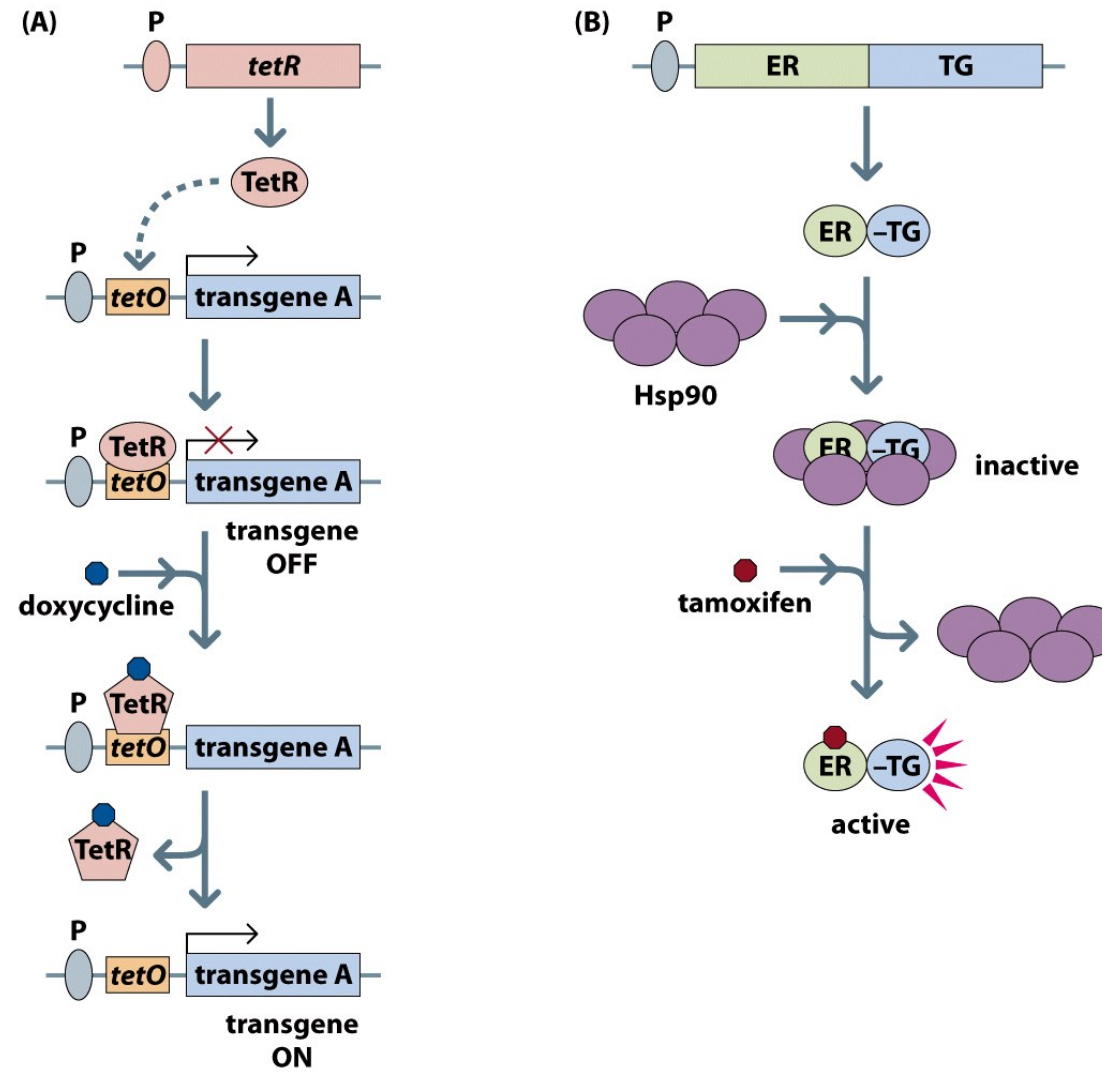 (A)
P
tetR
TetR
P
tetO
transgene A
TetR
P
tetO
transgene A
transgene
OFF
doxycycline
TetR
P
tetO
transgene A
TetR
P
tetO
transgene A
transgene
ON
(B)
P
ER
TG
ER
–TG
Hsp90
ER
–TG
inactive
tamoxifen
ER
–TG
active